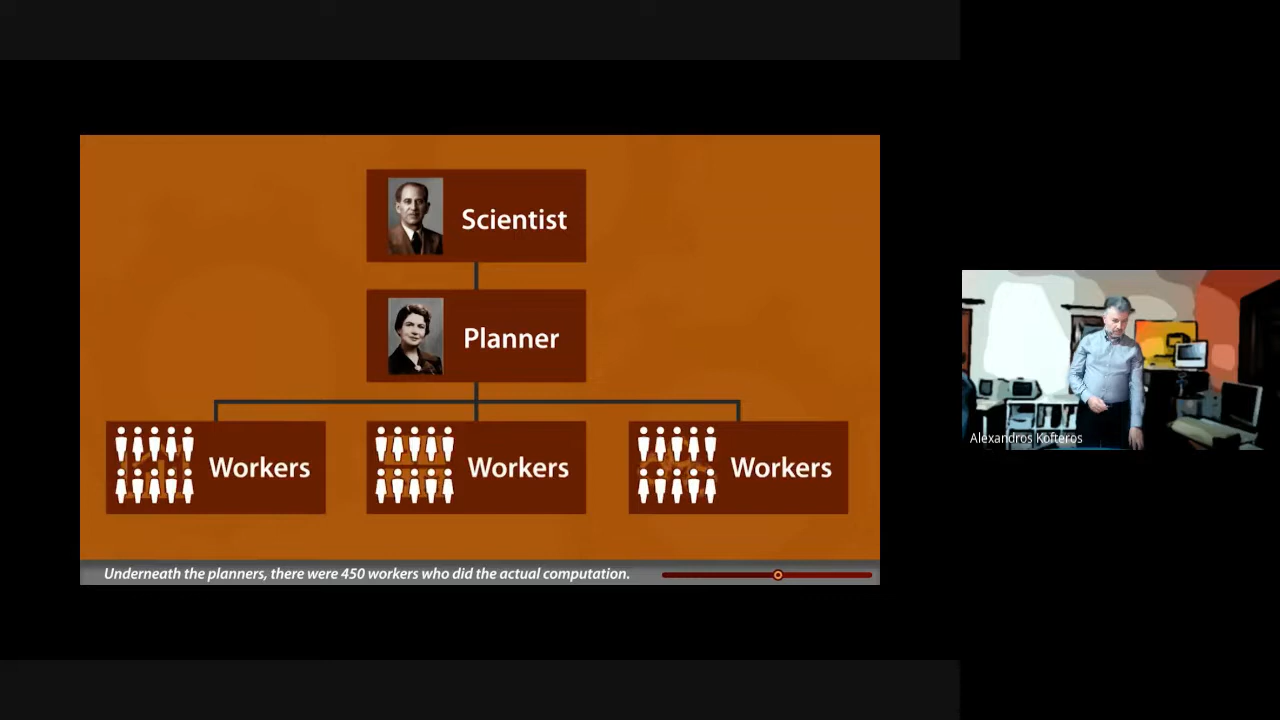 Scientist
Planner
Workers
Workers
Workers
Underneath the planners, there were 450 workers who did the actual computation.
Alexandros Kofteros